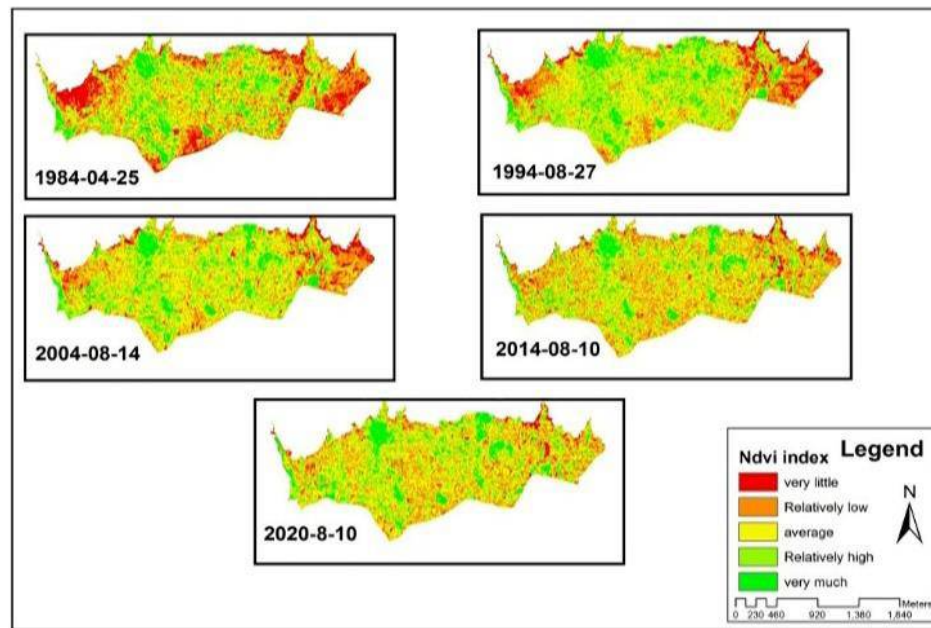 1984-04-25
1994-08-27
2004-08-14
2014-08-10
2020-8-10
Legend
Ndvi index
very little
Relatively low
average
Relatively high
very much
N
Meters
0 230 460 920 1.380 1.840